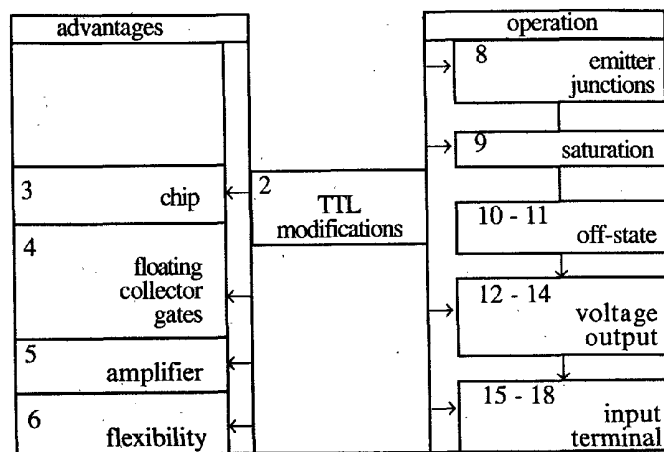 advantages
3
chip
4
floating
collector
gates
5
amplifier
6
flexibility
2
TTL
modifications
operation
8
emitter
junctions
9
saturation
10 - 11
off-state
12 - 14
voltage
output
15 - 18
input
terminal